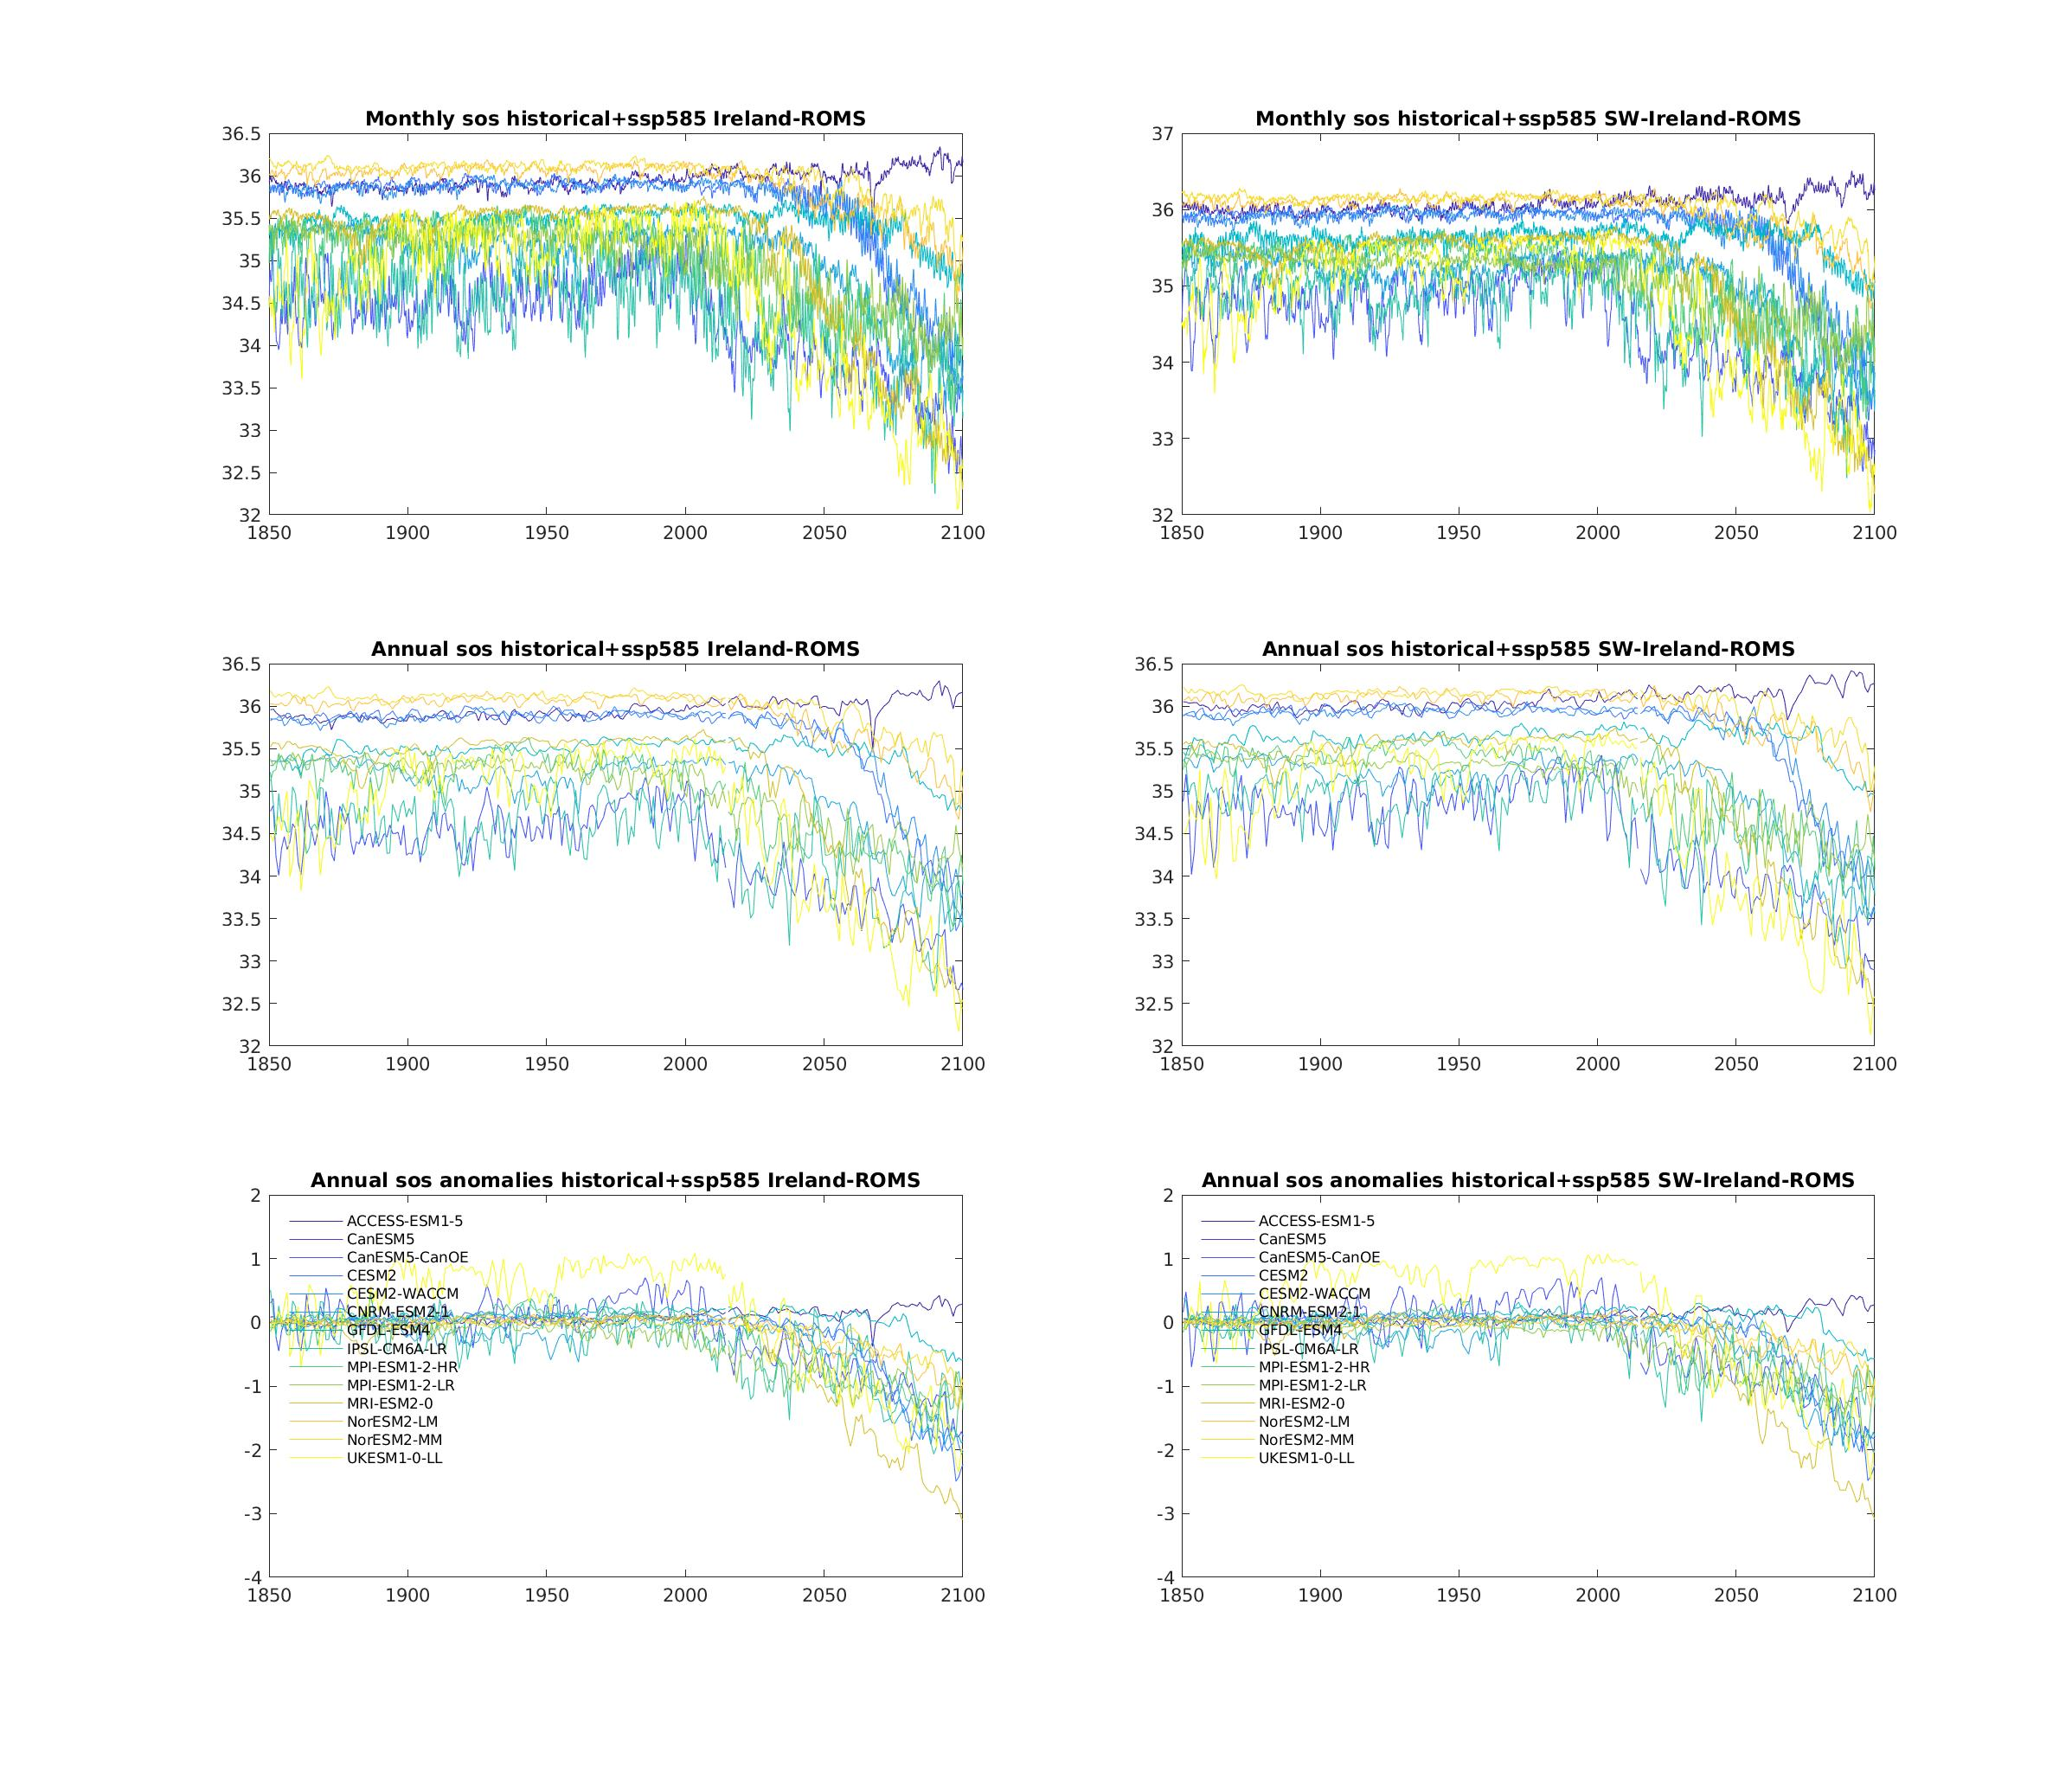 Monthly sos historical+ssp585 Ireland-ROMS
36.5
36
35.5
35
34.5
34
33.5
33
32.5
32
1850 1900 1950 2000 2050 2100
Monthly sos historical+ssp585 SW-Ireland-ROMS
37
36
35
34
33
32
1850 1900 1950 2000 2050 2100
Annual sos historical+ssp585 Ireland-ROMS
36.5
36
35.5
35
34.5
34
33.5
33
32.5
32
1850 1900 1950 2000 2050 2100
Annual sos historical+ssp585 SW-Ireland-ROMS
36.5
36
35.5
35
34.5
34
33.5
33
32.5
32
1850 1900 1950 2000 2050 2100
Annual sos anomalies historical+ssp585 Ireland-ROMS
2
1
0
-1
-2
-3
-4
ACCESS-ESM1-5
CanESM5
CanESM5-CanOE
CESM2
CESM2-WACCM
CNRM-ESM2-1
GFDL-ESM4
IPSL-CM6A-LR
MPI-ESM1-2-HR
MPI-ESM1-2-LR
MRI-ESM2-0
NorESM2-LM
NorESM2-MM
UKESM1-0-LL
1850 1900 1950 2000 2050 2100
Annual sos anomalies historical+ssp585 SW-Ireland-ROMS
2
1
0
-1
-2
-3
-4
ACCESS-ESM1-5
CanESM5
CanESM5-CanOE
CESM2
CESM2-WACCM
CNRM-ESM2-1
GFDL-ESM4
IPSL-CM6A-LR
MPI-ESM1-2-HR
MPI-ESM1-2-LR
MRI-ESM2-0
NorESM2-LM
NorESM2-MM
UKESM1-0-LL
1850 1900 1950 2000 2050 2100